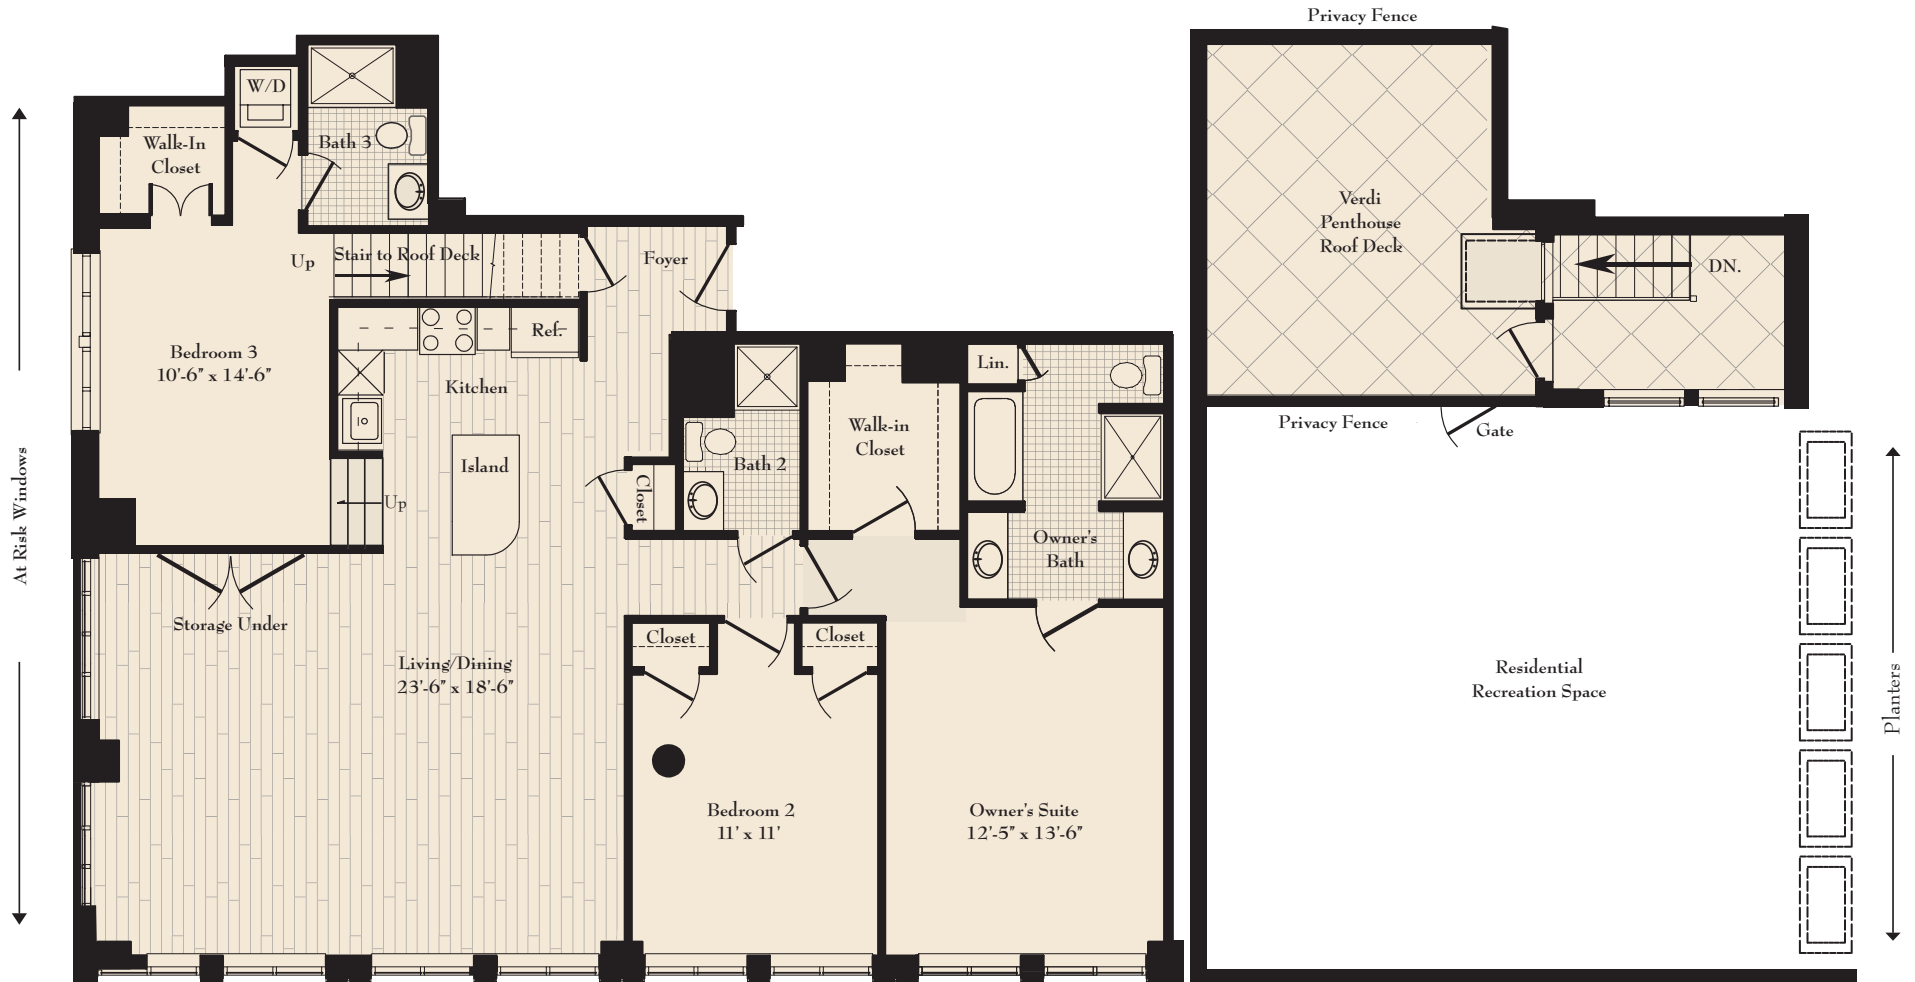 Privacy Fence
W/D
Bath 3
Walk-In
Closet
Up
Stair to Roof Deck
Foyer
Verdi
Penthouse
Roof Deck
DN.
Bedroom 3
10'-6" x 14'-6"
Ref.
Kitchen
Lin.
Island
Up
Closet
Bath 2
Walk-in
Closet
Privacy Fence
Gate
At Risk Windows
Owner's
Bath
Storage Under
Closet
Closet
Living/Dining
23'-6" x 18'-6"
Residential
Recreation Space
Planters
Bedroom 2
11' x 11'
Owner's Suite
12'-5" x 13'-6"